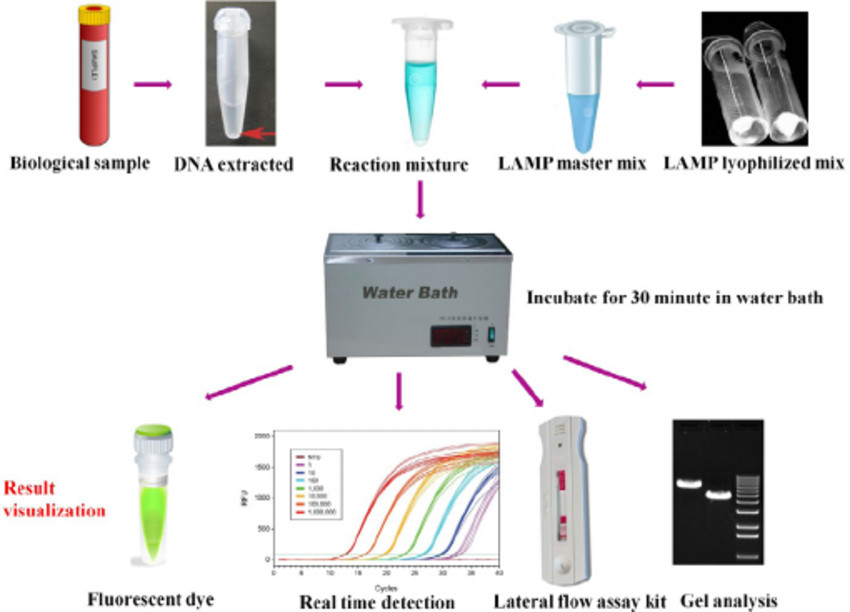 SAMPLE
Biological sample
DNA extracted
Reaction mixture
LAMP master mix
LAMP lyophilized mix
Water Bath
Incubate for 30 minute in water bath
Result
visualization
2000
1500
1000
500
0
RFU
NTC
1
10
100
1,000
10,000
100,000
1,000,000
0
5
10
15
20
25
30
35
40
Cycles
Fluorescent dye
Real time detection
Lateral flow assay kit
Gel analysis